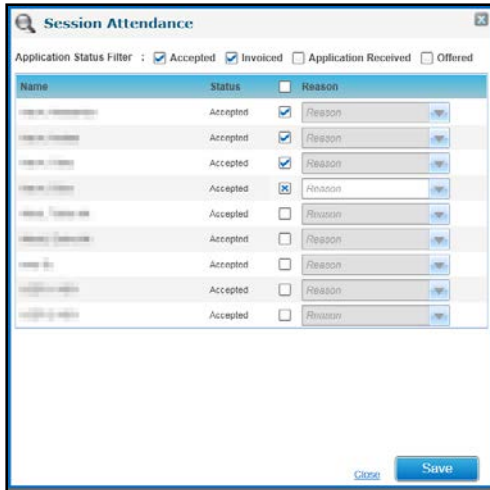 Session Attendance
Application Status Filter : Accepted Invoiced Application Received Offered
Name Status Reason
Accepted Reason
Accepted Reason
Accepted Reason
Accepted Reason
Accepted Reason
Accepted Reason
Accepted Reason
Accepted Reason
Accepted Reason
Close Save